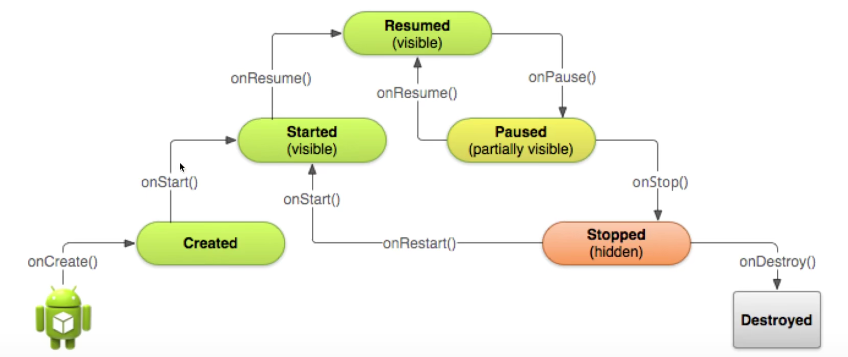 Resumed
(visible)
onResume()
onResume()
onPause()
Started
(visible)
Paused
(partially visible)
onStart()
onStart()
onStop()
Created
onRestart()
Stopped
(hidden)
onCreate()
onDestroy()
Destroyed